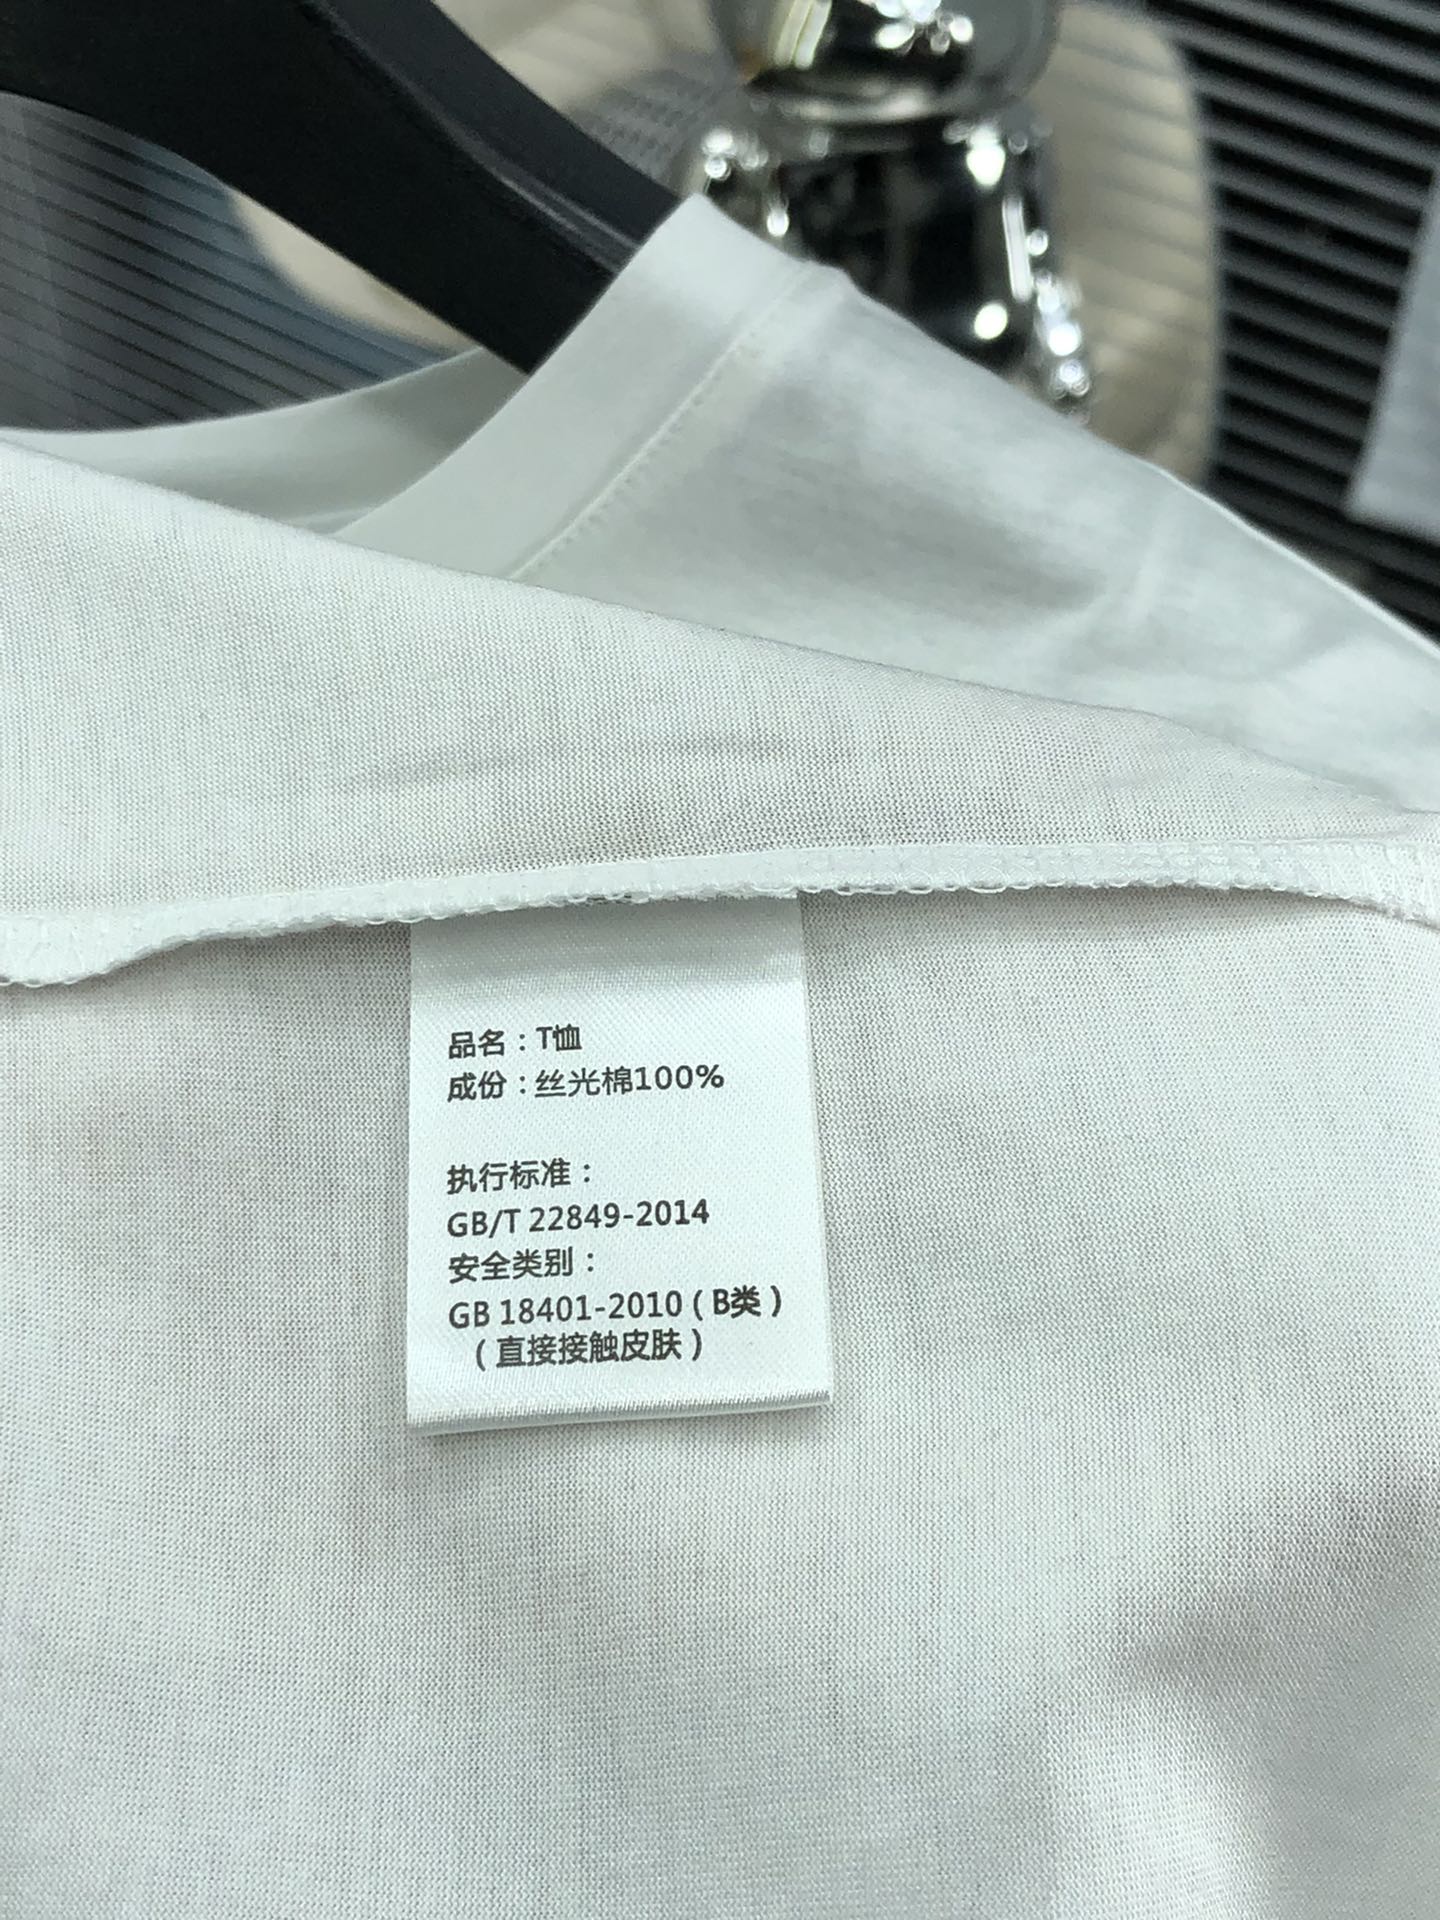 品名：T恤
成份：丝光棉100%
执行标准：
GB/T 22849-2014
安全类别：
GB 18401-2010（B类）
（直接接触皮肤）